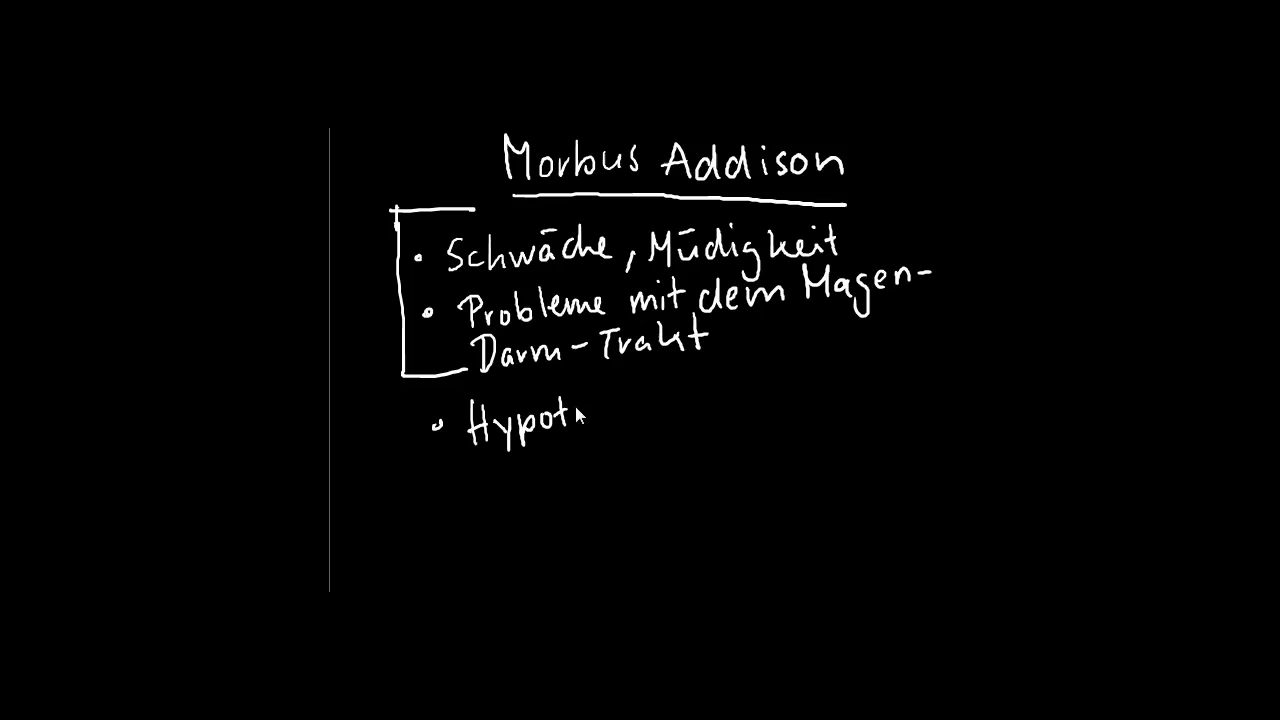 Morbus Addison
• Schwäche, Müdigkeit
• Probleme mit dem Magen-
Darm-Trakt
• Hypot